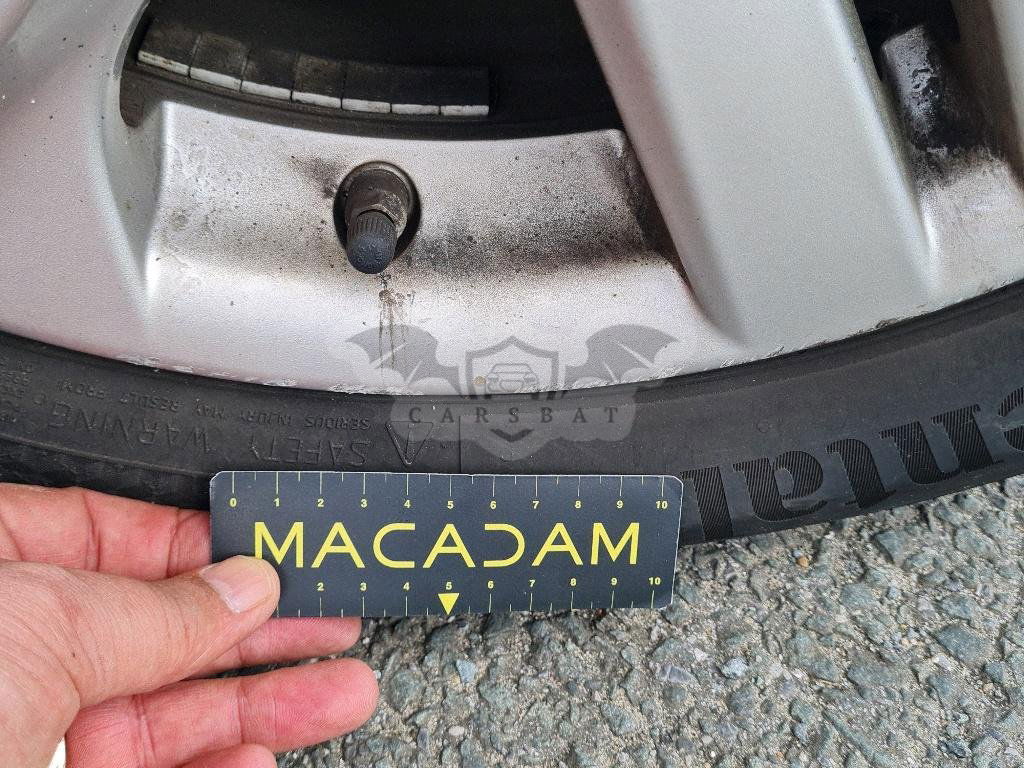 CARSBAT
SAFETY WARNING
SERIOUS INJURY MAY RESULT FROM
0 1 2 3 4 5 6 7 8 9 10
MACADAM
2 3 4 5 6 7 8 9 10